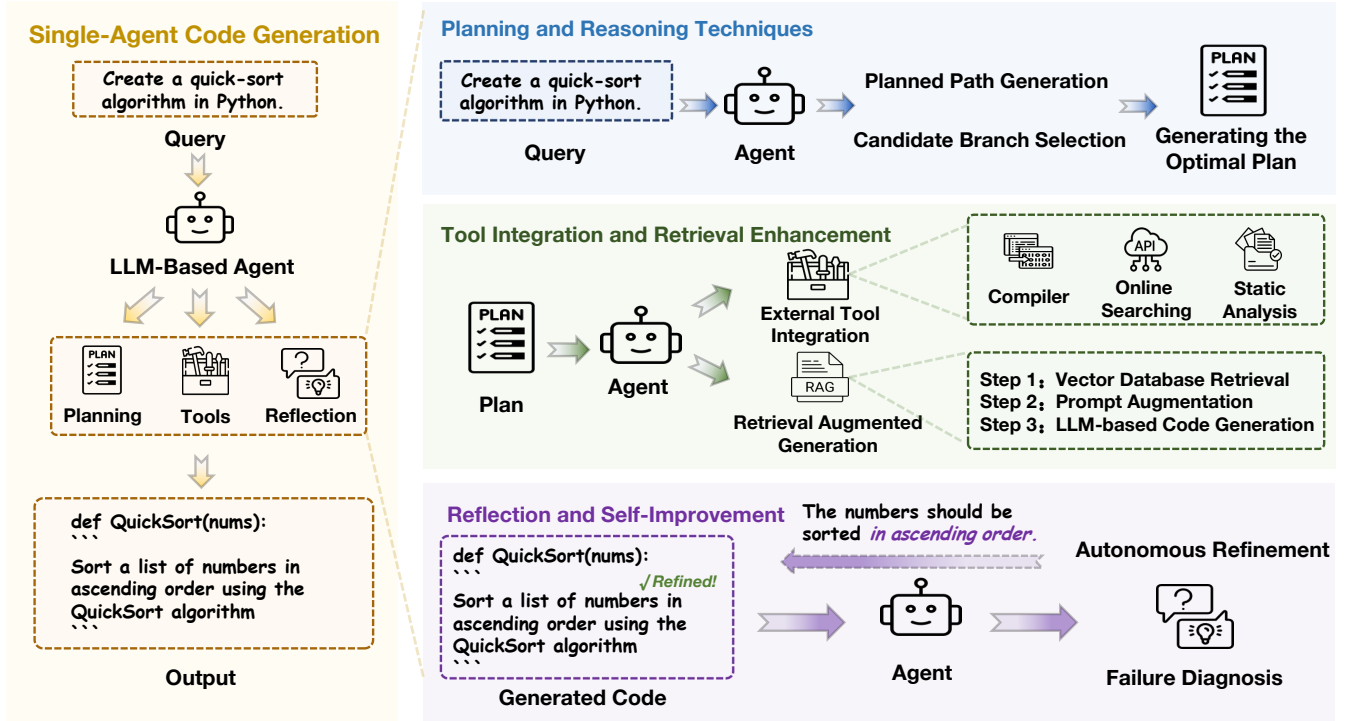 Single-Agent Code Generation
Create a quick-sort
algorithm in Python.
Query
LLM-Based Agent
PLAN
Planning
Tools
?
Reflection
def QuickSort(nums):
```
Sort a list of numbers in
ascending order using the
QuickSort algorithm
```
Output
Planning and Reasoning Techniques
Create a quick-sort
algorithm in Python.
Query
Agent
Planned Path Generation
Candidate Branch Selection
PLAN
Generating the
Optimal Plan
Tool Integration and Retrieval Enhancement
PLAN
Plan
Agent
External Tool
Integration
RAG
Retrieval Augmented
Generation
Compiler
API
Online
Searching
Static
Analysis
Step 1：Vector Database Retrieval
Step 2：Prompt Augmentation
Step 3：LLM-based Code Generation
Reflection and Self-Improvement
def QuickSort(nums):
```
√Refined!
Sort a list of numbers in
ascending order using the
QuickSort algorithm
```
Generated Code
The numbers should be
sorted in ascending order.
Agent
Autonomous Refinement
?
Failure Diagnosis